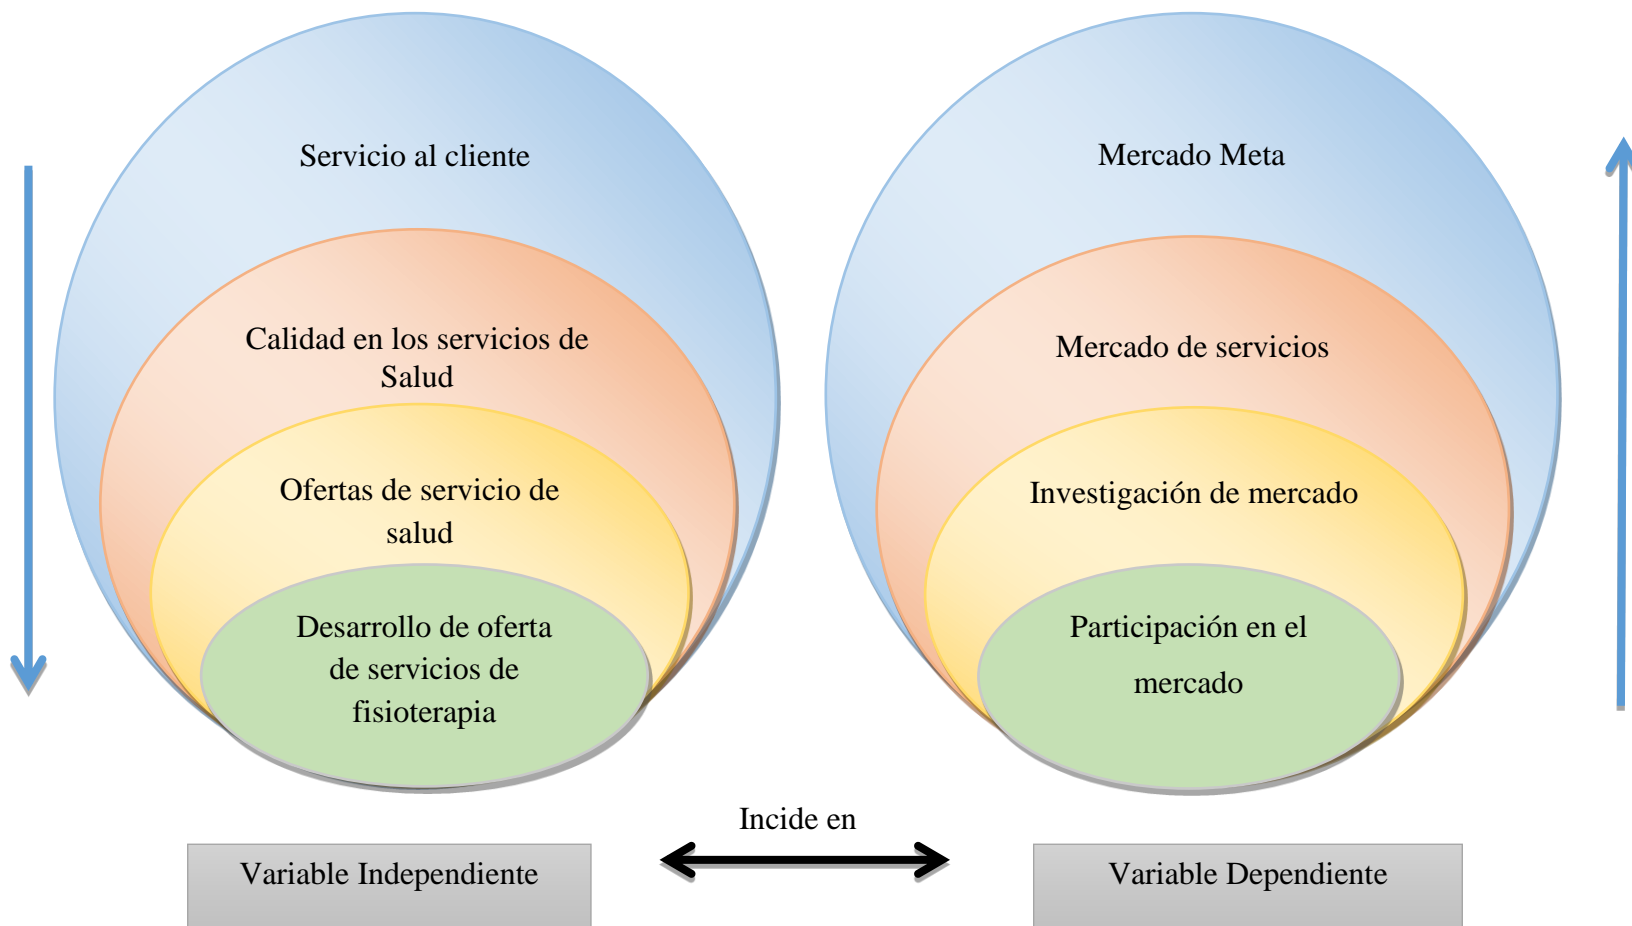 Servicio al cliente
Calidad en los servicios de
Salud
Ofertas de servicio de
salud
Desarrollo de oferta
de servicios de
fisioterapia
Mercado Meta
Mercado de servicios
Investigación de mercado
Participación en el
mercado
Incide en
Variable Independiente
Variable Dependiente